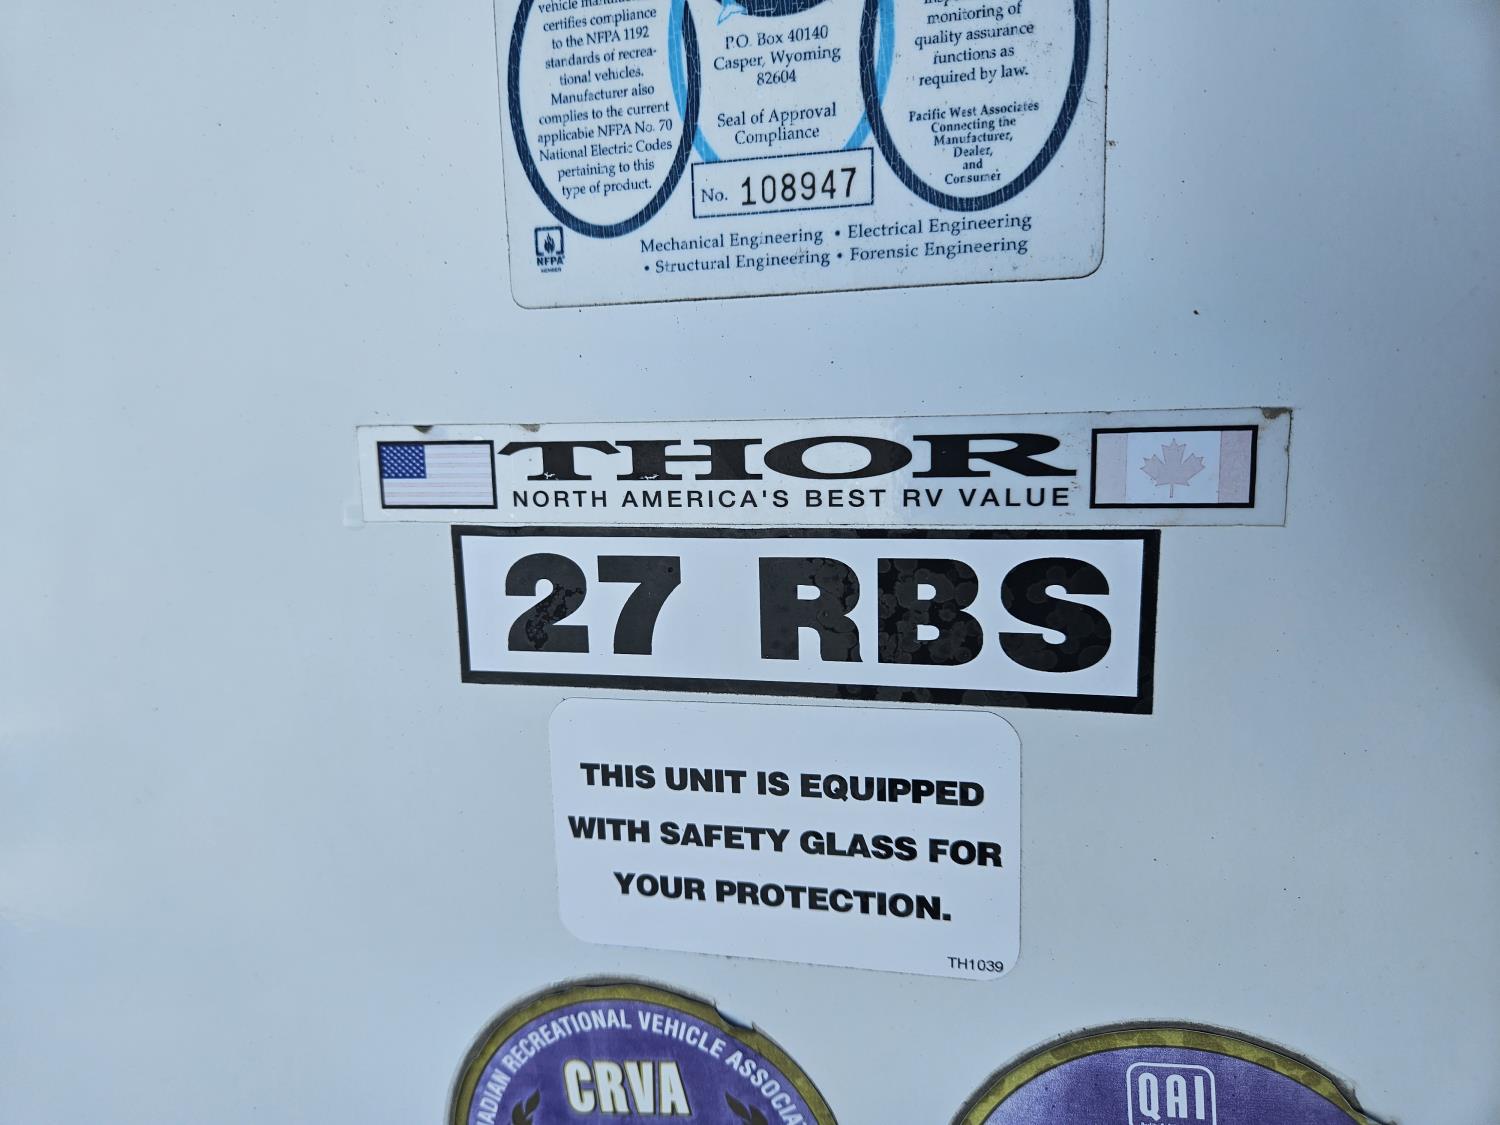 certifies compliance
to the NFPA 1192
standards of recrea-
tional vehicles.
Manufacturer also
complies to the current
applicable NFPA No. 70
National Electric Codes
pertaining to this
type of product.
P.O. Box 40140
Casper, Wyoming
82604
Seal of Approval
Compliance
No. 108947
monitoring of
quality assurance
functions as
required by law.
Pacific West Associates
Connecting the
Manufacturer,
Dealer,
and
Consumer
NFPA
MEMBER
Mechanical Engineering • Electrical Engineering
• Structural Engineering • Forensic Engineering
THOR
NORTH AMERICA'S BEST RV VALUE
27 RBS
THIS UNIT IS EQUIPPED
WITH SAFETY GLASS FOR
YOUR PROTECTION.
TH1039
RECREATIONAL VEHICLE
CRVA
QAI